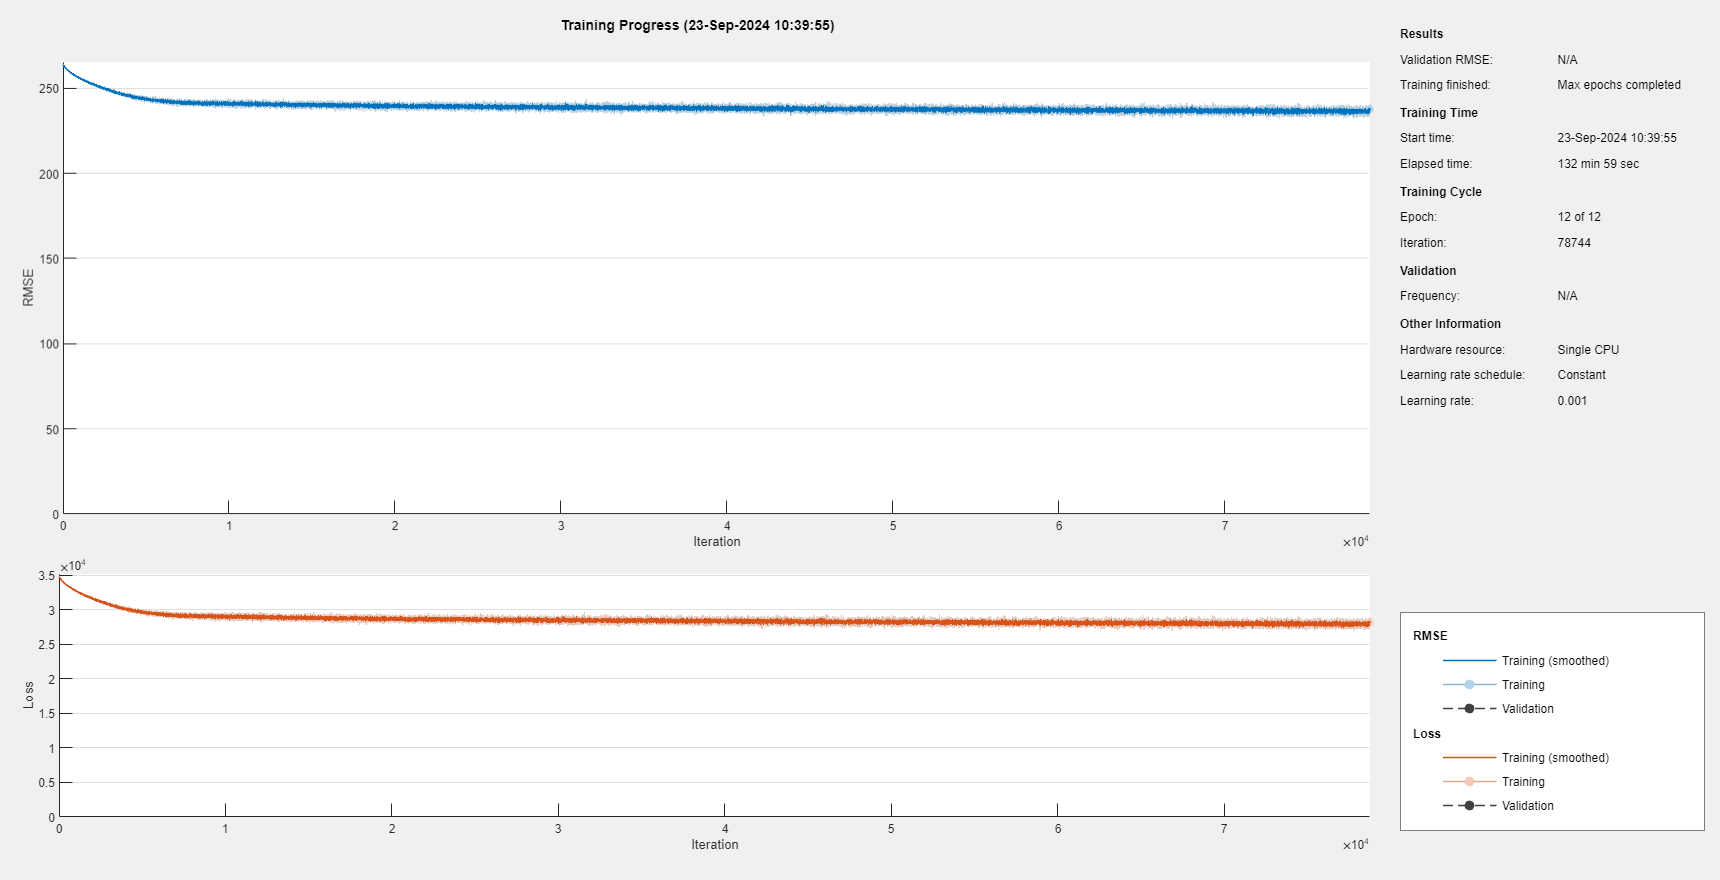 Training Progress (23-Sep-2024 10:39:55)
250
200
150
100
50
0
RMSE
0 1 2 3 4 5 6 7
Iteration
×10⁴
×10⁴
3.5
3
2.5
2
1.5
1
0.5
0
Loss
0 1 2 3 4 5 6 7
Iteration
×10⁴
Results
Validation RMSE: N/A
Training finished: Max epochs completed
Training Time
Start time: 23-Sep-2024 10:39:55
Elapsed time: 132 min 59 sec
Training Cycle
Epoch: 12 of 12
Iteration: 78744
Validation
Frequency: N/A
Other Information
Hardware resource: Single CPU
Learning rate schedule: Constant
Learning rate: 0.001
RMSE
Training (smoothed)
Training
Validation
Loss
Training (smoothed)
Training
Validation